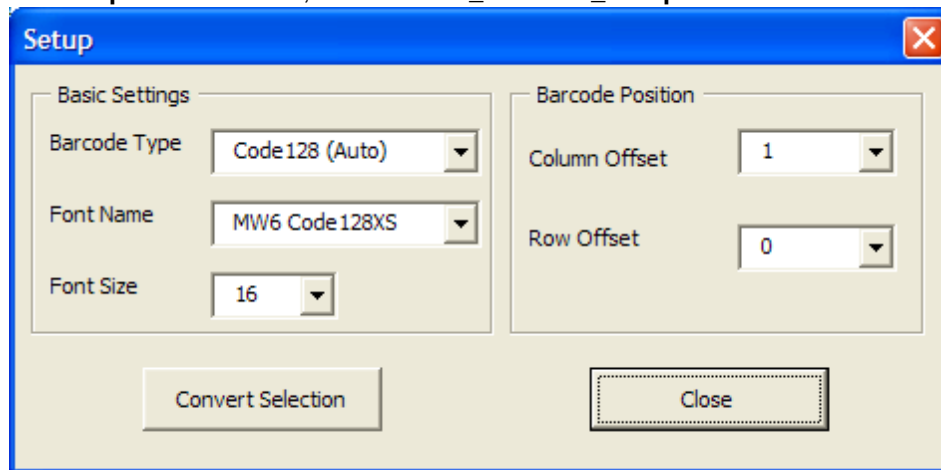 Setup
Basic Settings
Barcode Type
Code128 (Auto)
Font Name
MW6 Code128XS
Font Size
16
Barcode Position
Column Offset
1
Row Offset
0
Convert Selection
Close